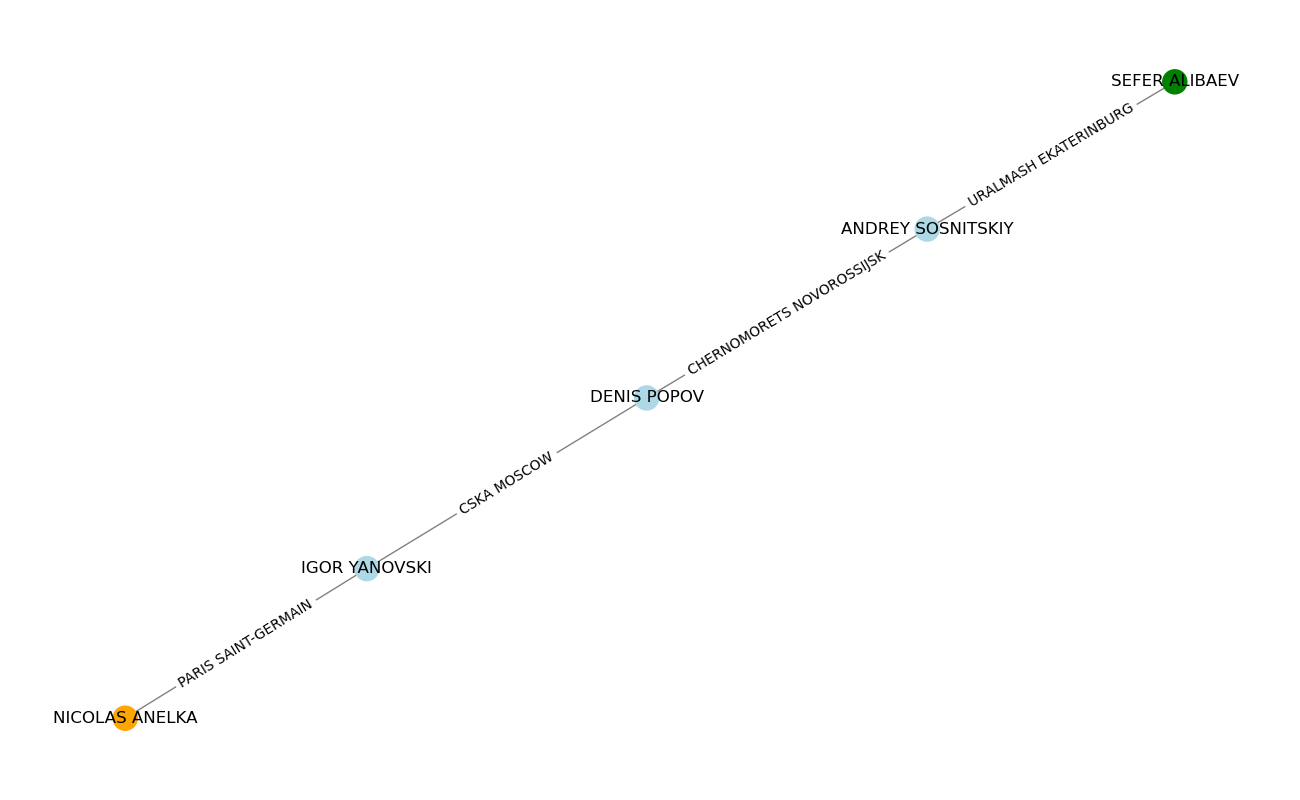 SEFER ALIBAEV
URALMASH EKATERINBURG
ANDREY SOSNITSKIY
CHERNOMORETS NOVOROSSIJSK
DENIS POPOV
CSKA MOSCOW
IGOR YANOVSKI
PARIS SAINT-GERMAIN
NICOLAS ANELKA